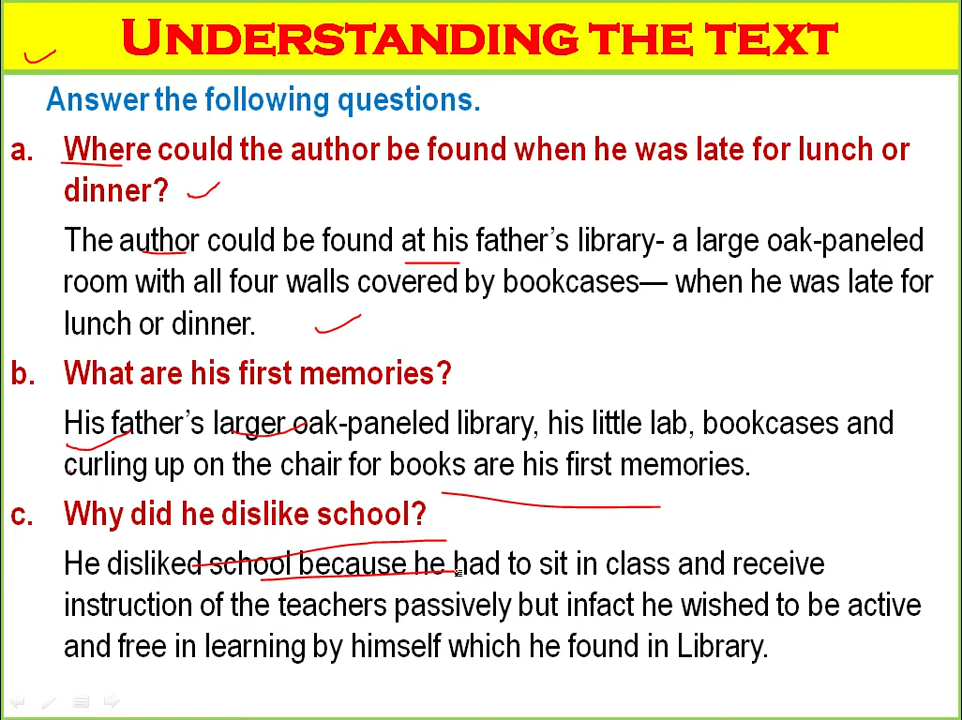 UNDERSTANDING THE TEXT
Answer the following questions.
a. Where could the author be found when he was late for lunch or
dinner?
The author could be found at his father’s library- a large oak-paneled
room with all four walls covered by bookcases— when he was late for
lunch or dinner.
b. What are his first memories?
His father’s larger oak-paneled library, his little lab, bookcases and
curling up on the chair for books are his first memories.
c. Why did he dislike school?
He disliked school because he had to sit in class and receive
instruction of the teachers passively but infact he wished to be active
and free in learning by himself which he found in Library.